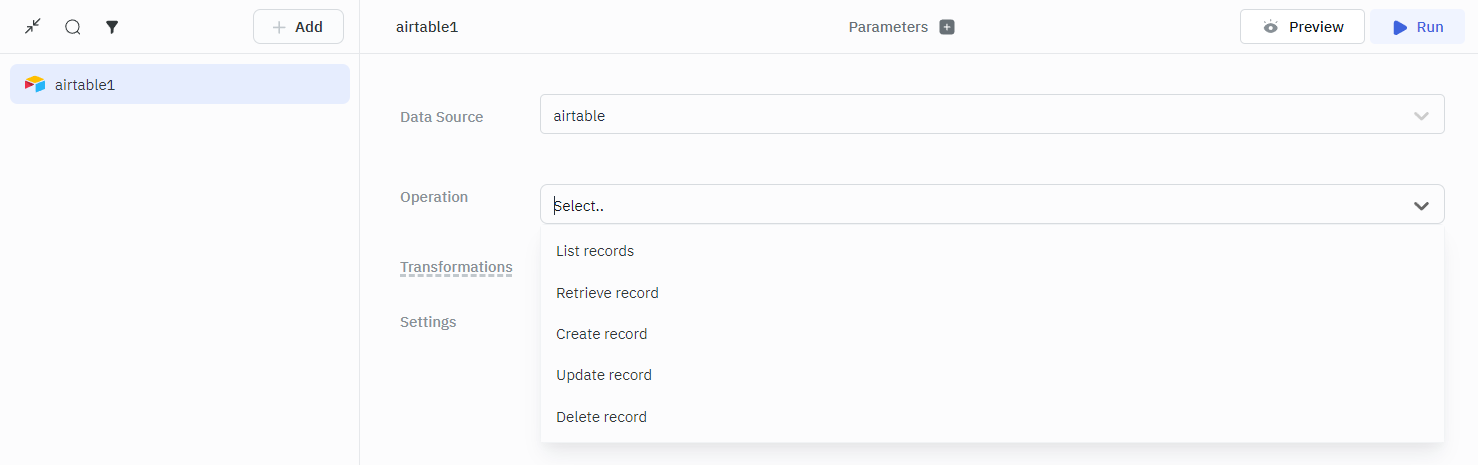 Add
airtable1
Parameters
Preview
Run
airtable1
Data Source
airtable
Operation
Select..
List records
Transformations
Retrieve record
Settings
Create record
Update record
Delete record